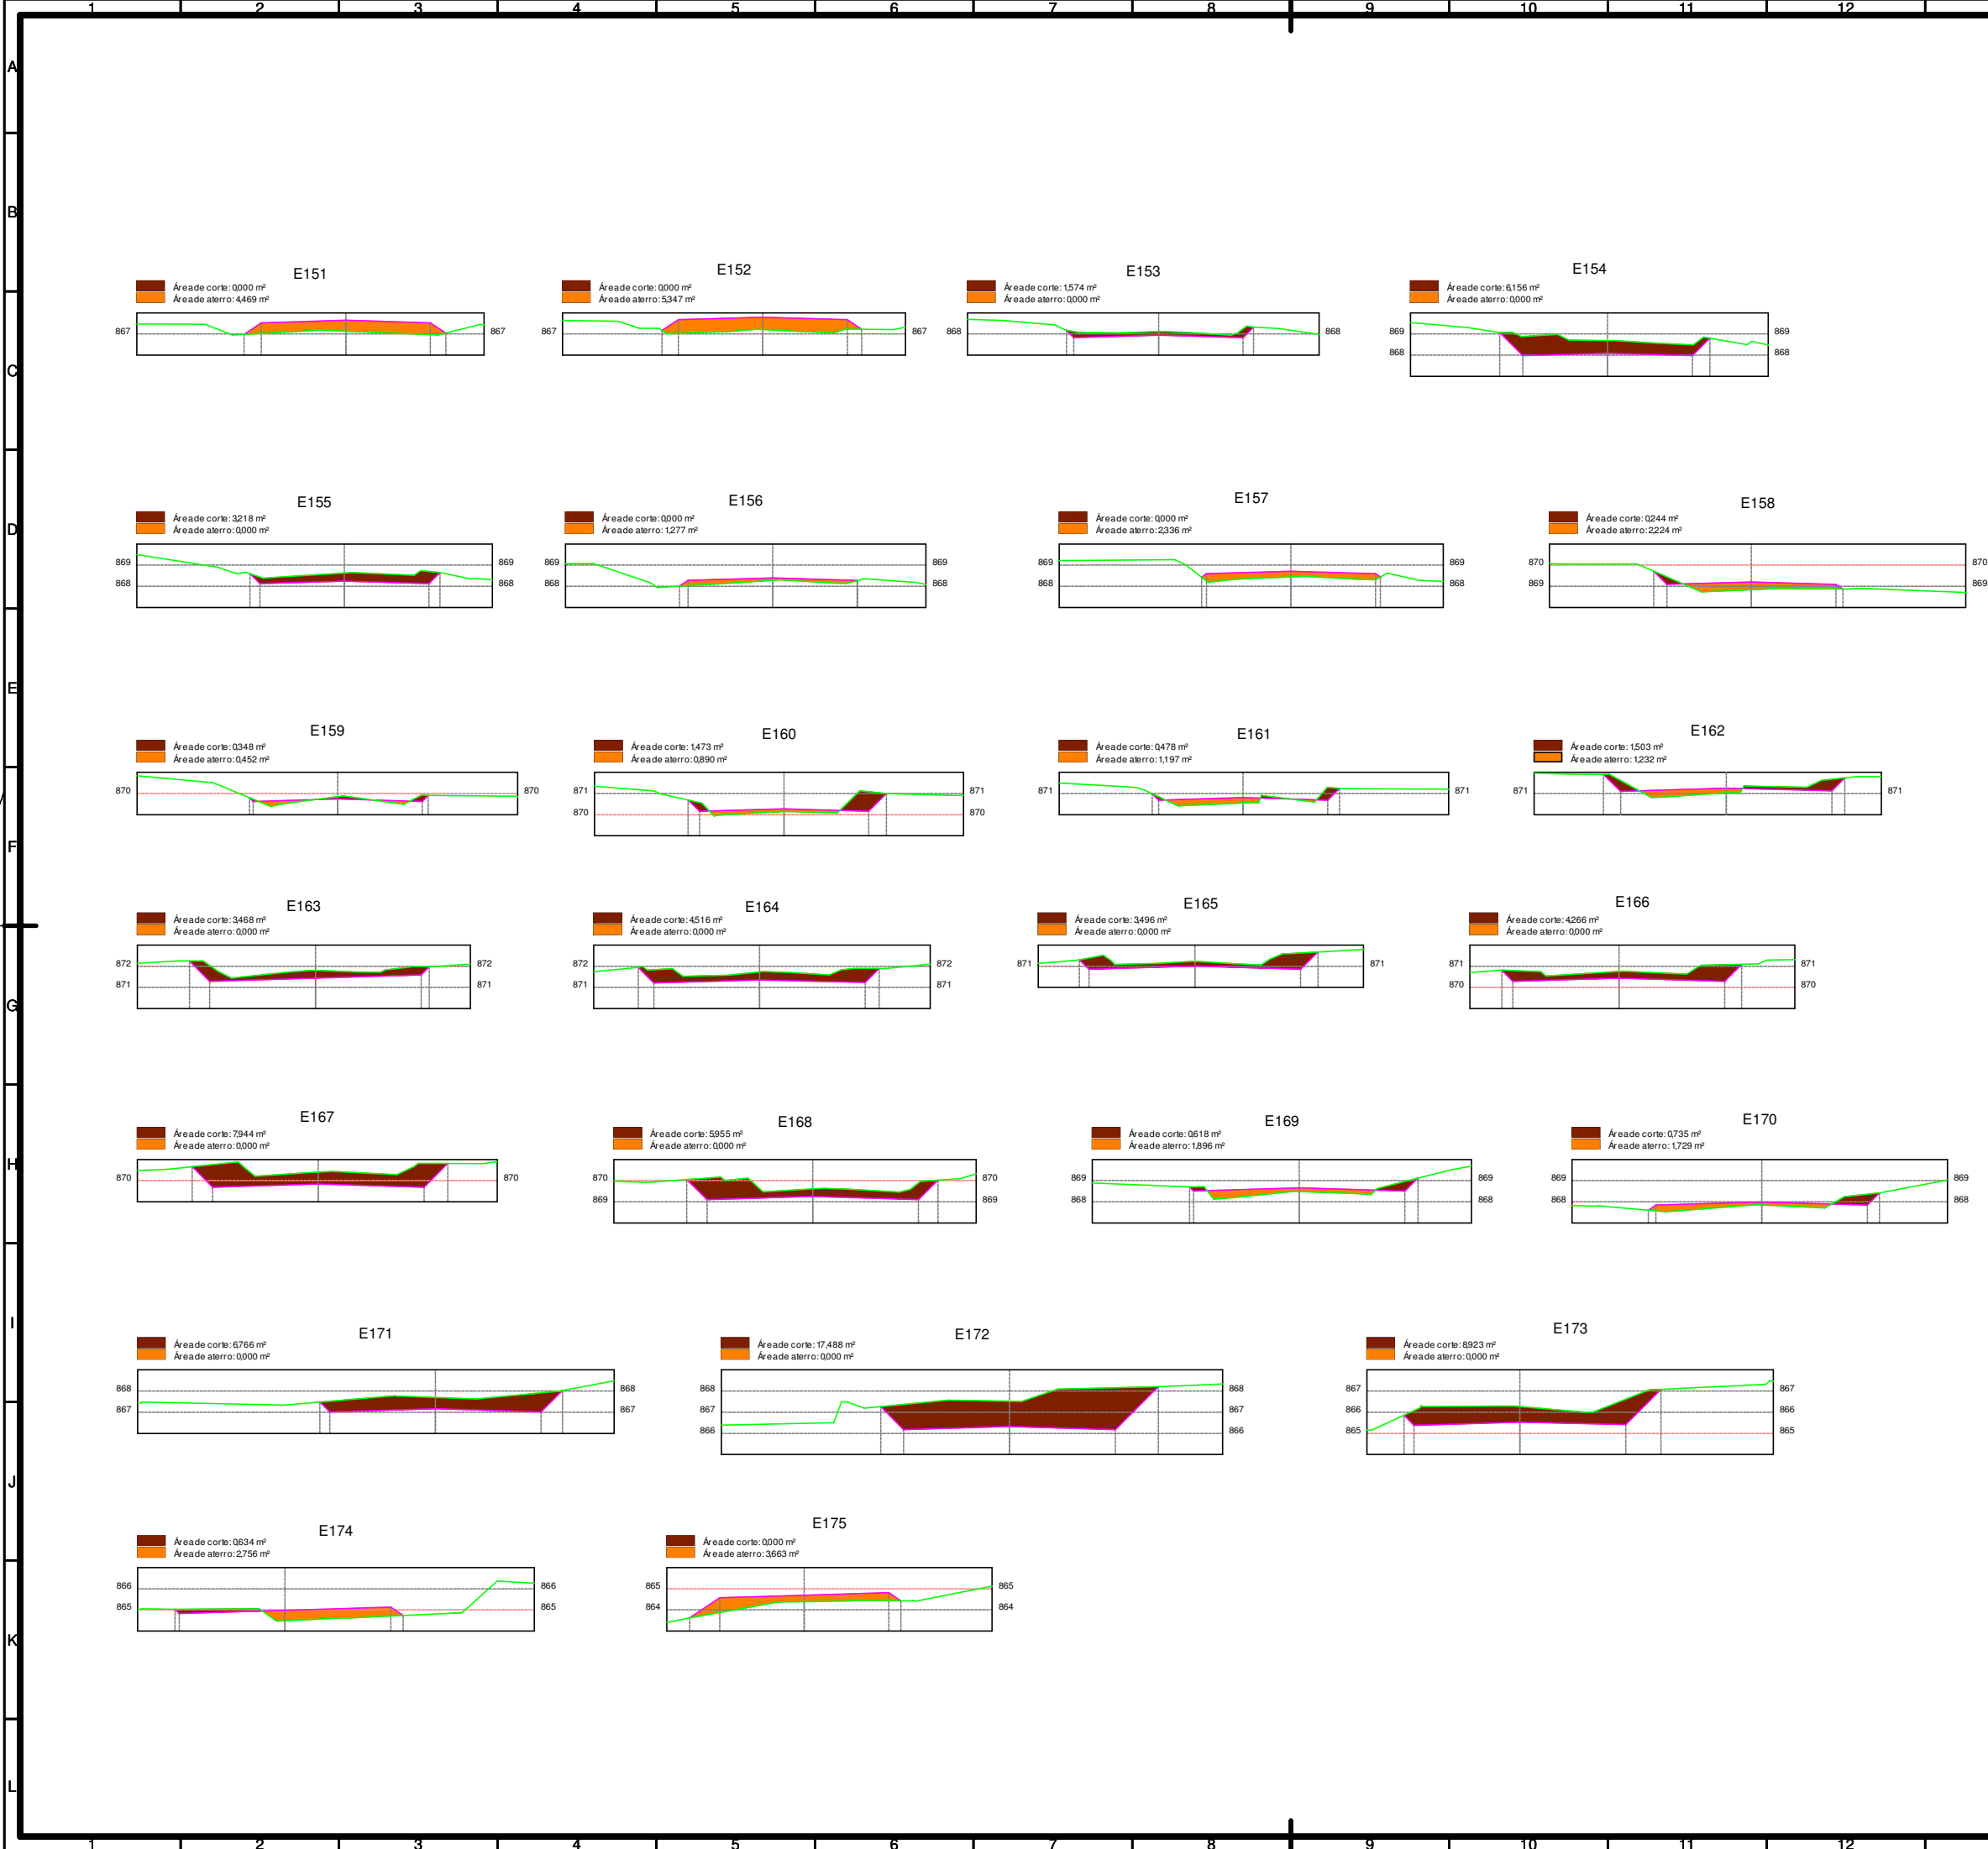 1 2 3 4 5 6 7 8 9 10 11 12
A
B
E151 E152 E153 E154
Área de corte: 0,000 m² Área de corte: 0,000 m² Área de corte: 1,574 m² Área de corte: 6,156 m²
Área de aterro: 4,469 m² Área de aterro: 5,347 m² Área de aterro: 0,000 m² Área de aterro: 0,000 m²
867 867 867 867 868 868 869 869
868 868
C
E155 E156 E157 E158
Área de corte: 3,218 m² Área de corte: 0,000 m² Área de corte: 0,000 m² Área de corte: 0,244 m²
D
Área de aterro: 0,000 m² Área de aterro: 1,277 m² Área de aterro: 2,336 m² Área de aterro: 2,224 m²
869 869 869 869 869 869 870 870
868 868 868 868 868 868 869 869
E
E159 E160 E161 E162
Área de corte: 0,348 m² Área de corte: 1,473 m² Área de corte: 0,478 m² Área de corte: 1,503 m²
Área de aterro: 0,452 m² Área de aterro: 0,890 m² Área de aterro: 1,197 m² Área de aterro: 1,232 m²
870 870 871 871 871 871 871 871
870 870
F
E163 E164 E165 E166
Área de corte: 3,468 m² Área de corte: 4,516 m² Área de corte: 3,496 m² Área de corte: 4,266 m²
Área de aterro: 0,000 m² Área de aterro: 0,000 m² Área de aterro: 0,000 m² Área de aterro: 0,000 m²
872 872 872 872 871 871 871 871
871 871 871 871 870 870
G
E167 E168 E169 E170
Área de corte: 7,944 m² Área de corte: 5,955 m² Área de corte: 0,618 m² Área de corte: 0,735 m²
Área de aterro: 0,000 m² Área de aterro: 0,000 m² Área de aterro: 1,896 m² Área de aterro: 1,729 m²
H
870 870 870 870 869 869 869 869
869 869 868 868 868 868
I
E171 E172 E173
Área de corte: 6,766 m² Área de corte: 17,488 m² Área de corte: 8,923 m²
Área de aterro: 0,000 m² Área de aterro: 0,000 m² Área de aterro: 0,000 m²
868 868 868 868 867 867
867 867 867 867 866 866
866 866 865 865
J
E174 E175
Área de corte: 0,634 m² Área de corte: 0,000 m²
Área de aterro: 2,756 m² Área de aterro: 3,663 m²
866 866 865 865
865 865 864 864
K
L
1 2 3 4 5 6 7 8 9 10 11 12